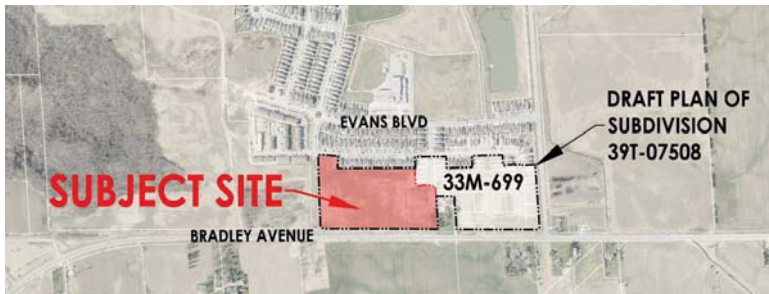 EVANS BLVD
DRAFT PLAN OF
SUBDIVISION
39T-07508
33M-699
SUBJECT SITE
BRADLEY AVENUE